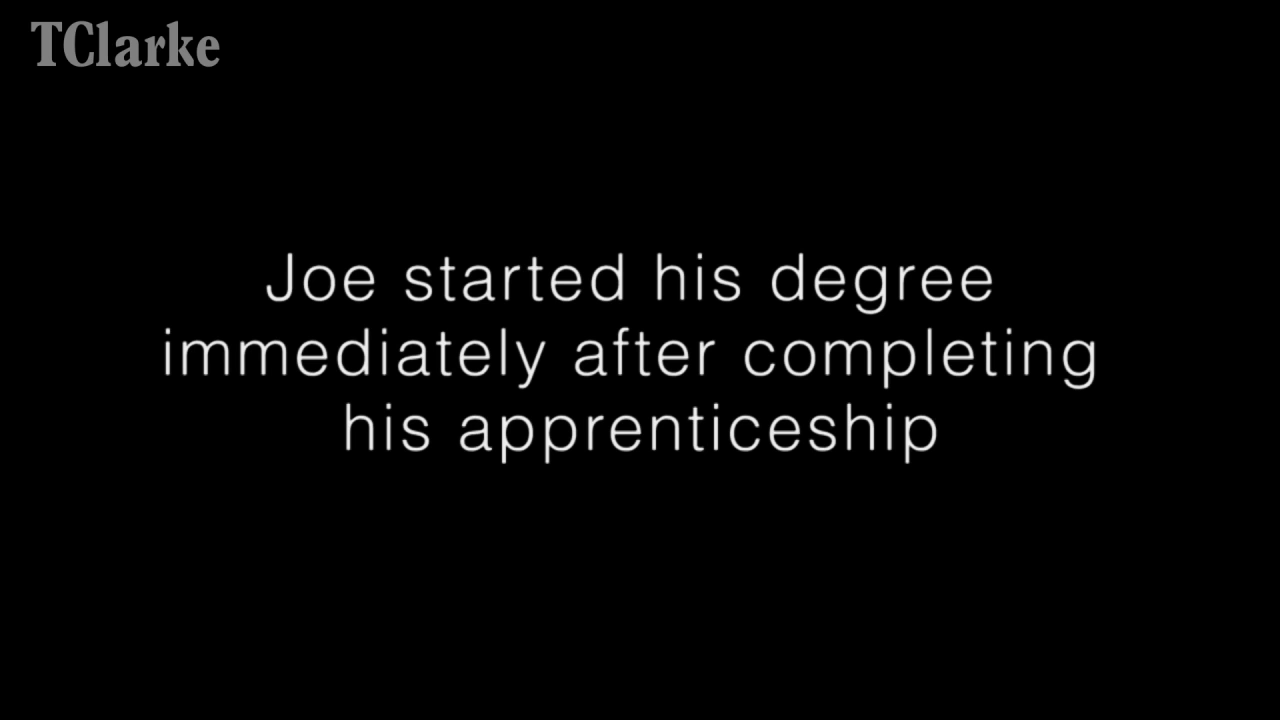 TClarke
Joe started his degree
immediately after completing
his apprenticeship